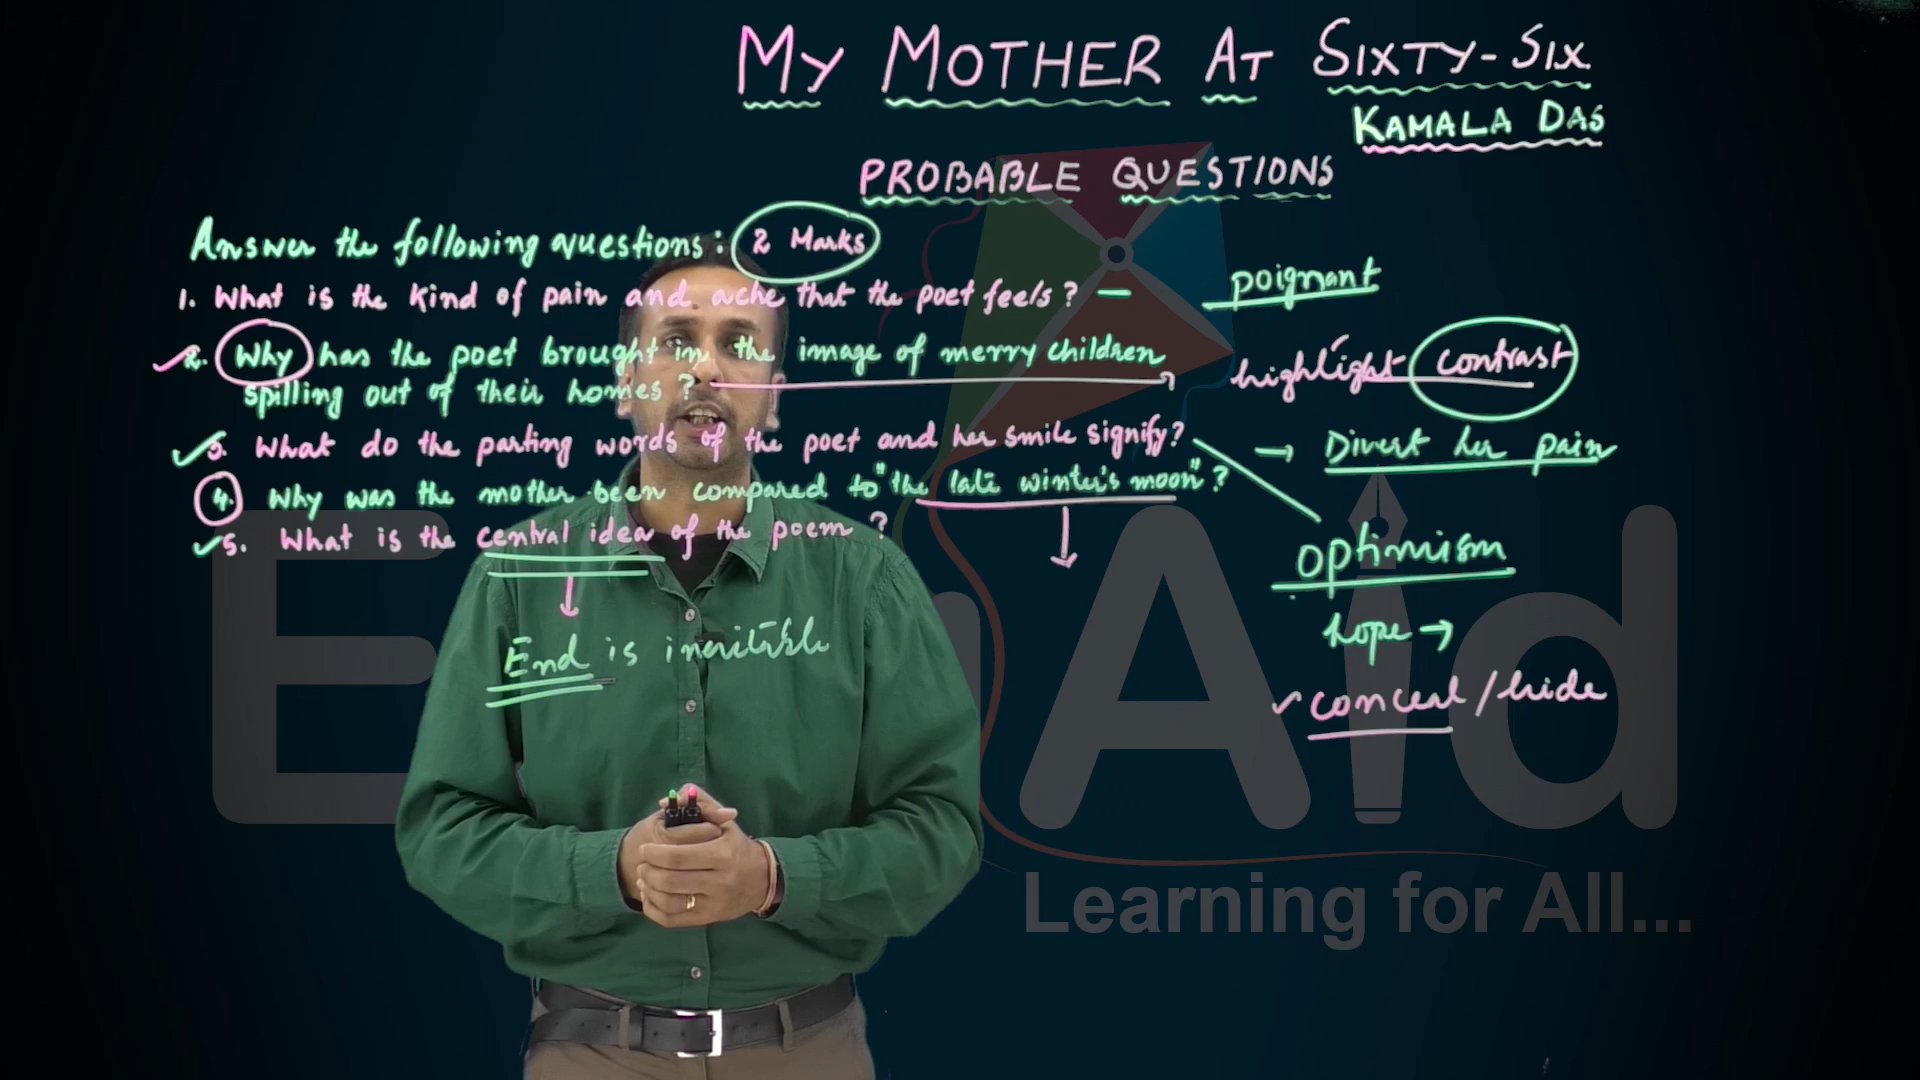 MY MOTHER AT SIXTY-SIX
KAMALA DAS
PROBABLE QUESTIONS
Answer the following questions: 2 Marks
1. What is the kind of pain and ache that the poet feels? — poignant
2. Why has the poet brought in the image of merry children
spilling out of their homes?
highlight contrast
3. What do the parting words of the poet and her smile signify?
→ Divert her pain
4. Why was the mother been compared to "the late winter's moon"?
5. What is the central idea of the poem?
optimism
End is inevitable
hope →
conceal / hide
Learning for All...